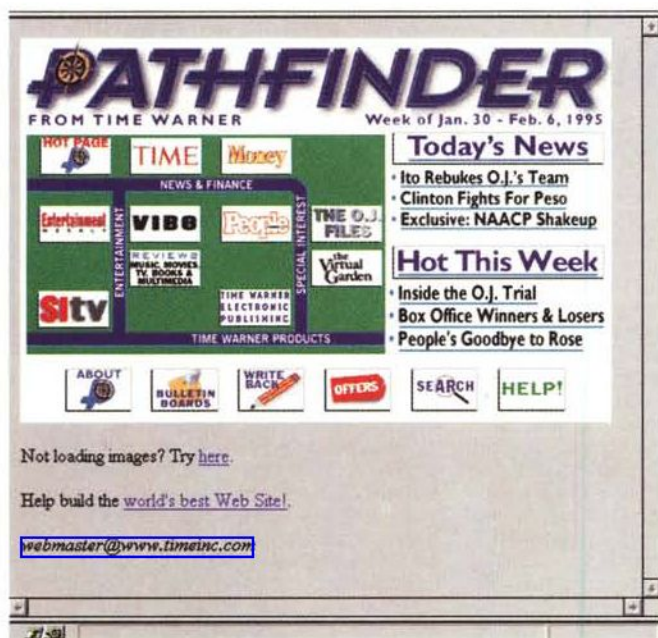 PATHFINDER
FROM TIME WARNER
Week of Jan. 30 - Feb. 6, 1995
HOT PAGE
TIME
Money
NEWS & FINANCE
Entertainment
WEEKLY
VIBE
People
THE O.J.
FILES
ENTERTAINMENT
SPECIAL INTEREST
REVIEWS
MUSIC, MOVIES,
TV, BOOKS &
MULTIMEDIA
the
Virtual
Garden
SItv
TIME WARNER
ELECTRONIC
PUBLISHING
TIME WARNER PRODUCTS
Today's News
Ito Rebukes O.J.'s Team
Clinton Fights For Peso
Exclusive: NAACP Shakeup
Hot This Week
Inside the O.J. Trial
Box Office Winners & Losers
People's Goodbye to Rose
ABOUT
BULLETIN
BOARDS
WRITE
BACK
OFFERS
SEARCH
HELP!
Not loading images? Try here.
Help build the world's best Web Site!.
webmaster@www.timeinc.com